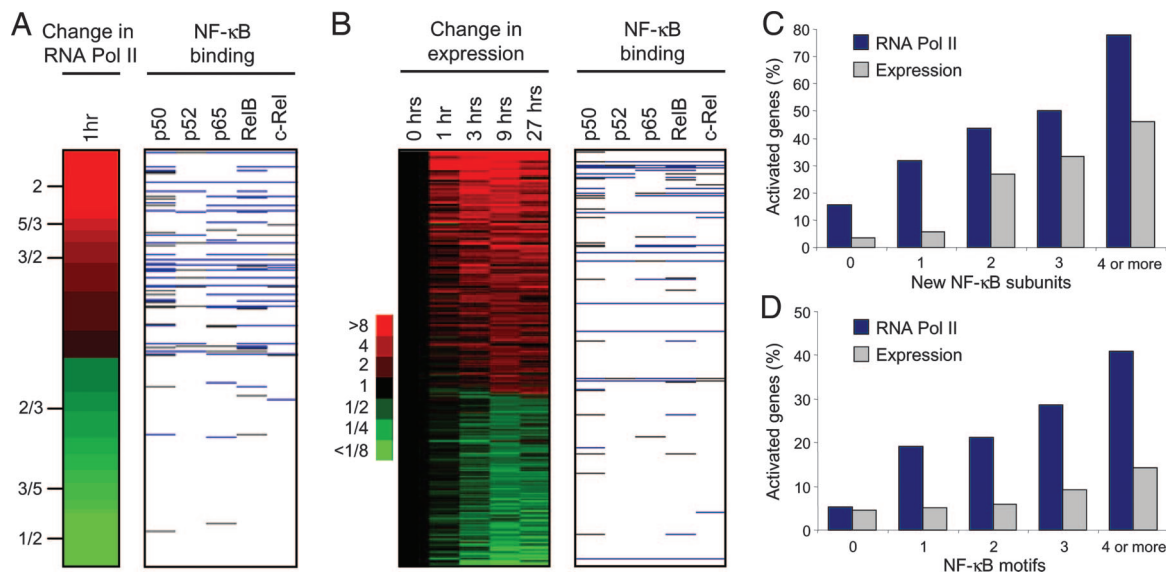 A
Change in
RNA Pol II
NF-κB
binding
1hr
p50
p52
p65
RelB
c-Rel
2
5/3
3/2
2/3
3/5
1/2
B
Change in
expression
NF-κB
binding
0 hrs
1 hr
3 hrs
9 hrs
27 hrs
p50
p52
p65
RelB
c-Rel
>8
4
2
1
1/2
1/4
<1/8
C
Activated genes (%)
80
70
60
50
40
30
20
10
0
RNA Pol II
Expression
0
1
2
3
4 or more
New NF-κB subunits
D
Activated genes (%)
50
40
30
20
10
0
RNA Pol II
Expression
0
1
2
3
4 or more
NF-κB motifs